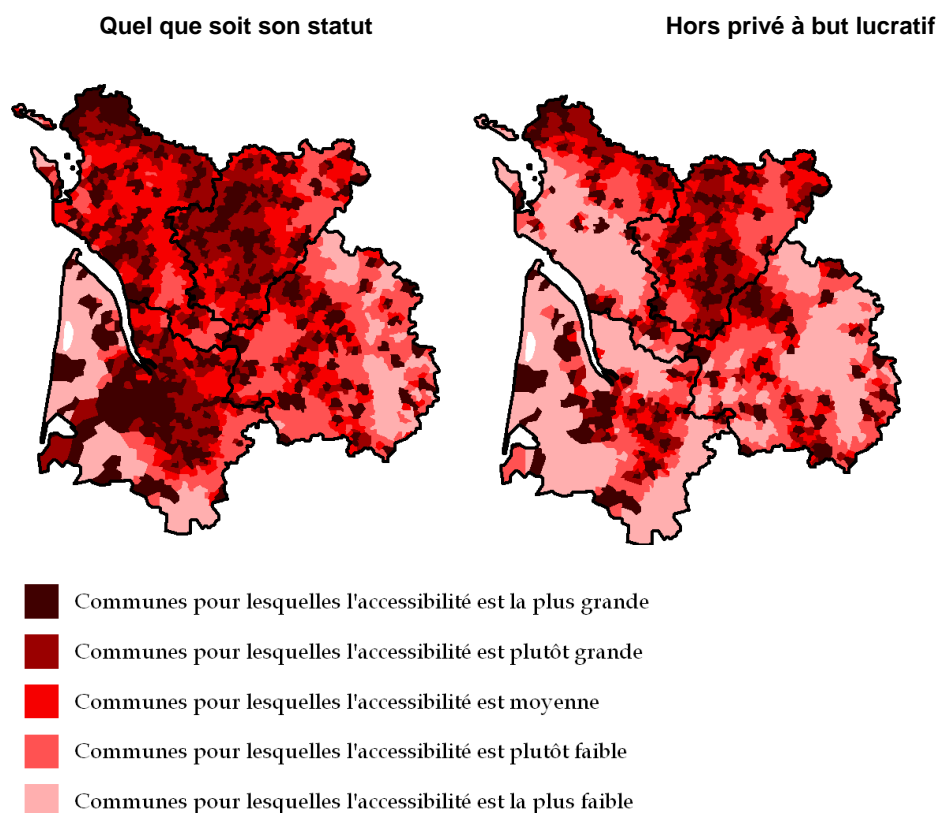 Quel que soit son statut
Hors privé à but lucratif
Communes pour lesquelles l'accessibilité est la plus grande
Communes pour lesquelles l'accessibilité est plutôt grande
Communes pour lesquelles l'accessibilité est moyenne
Communes pour lesquelles l'accessibilité est plutôt faible
Communes pour lesquelles l'accessibilité est la plus faible